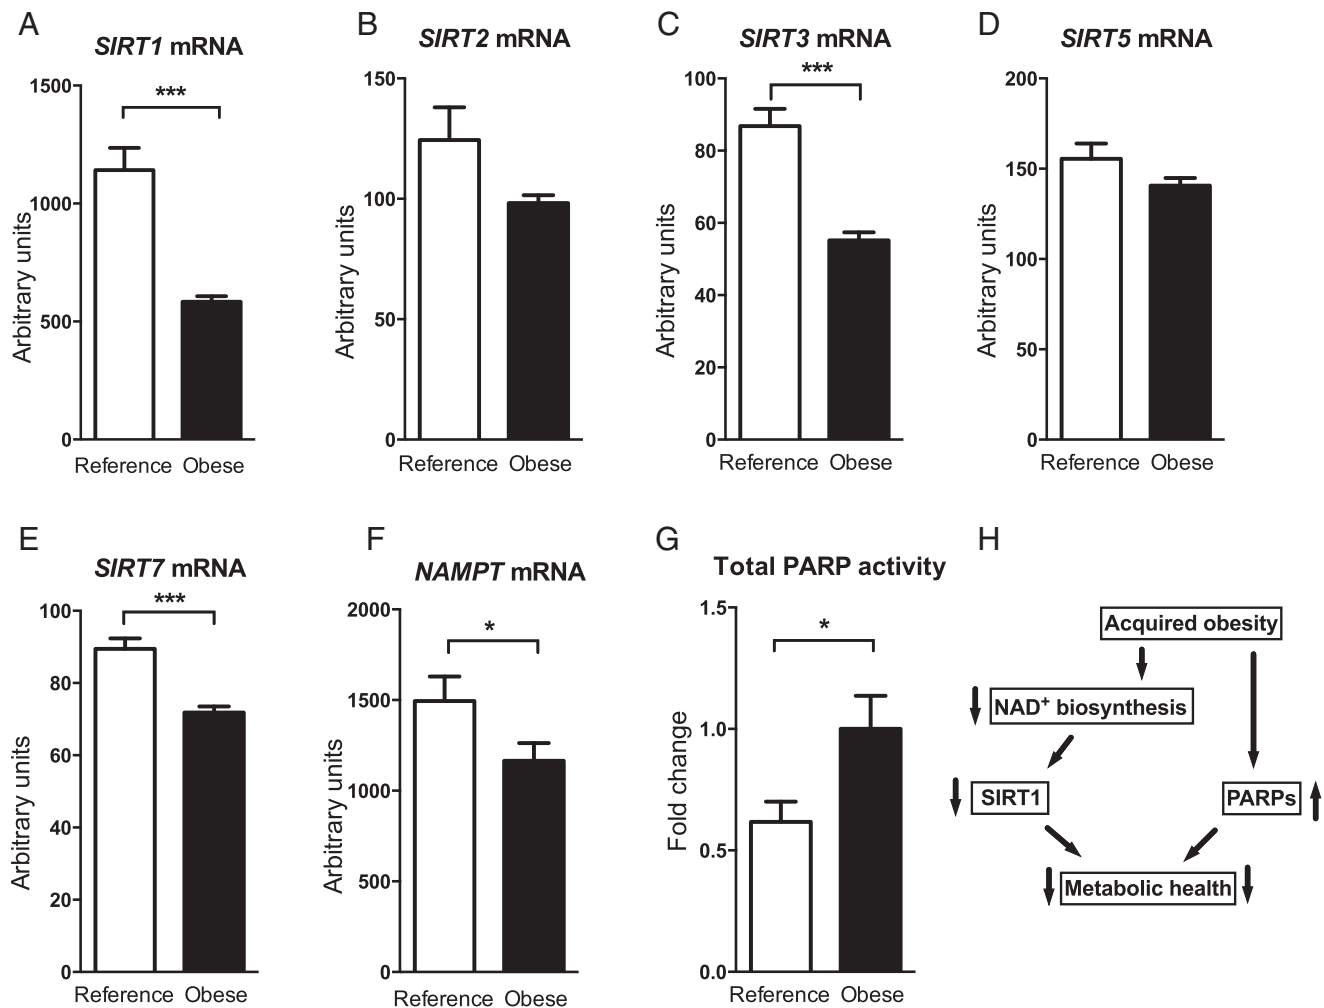 A
SIRT1 mRNA
***
1500
1000
500
0
Arbitrary units
Reference Obese
B
SIRT2 mRNA
150
100
50
0
Arbitrary units
Reference Obese
C
SIRT3 mRNA
***
100
80
60
40
20
0
Arbitrary units
Reference Obese
D
SIRT5 mRNA
200
150
100
50
0
Arbitrary units
Reference Obese
E
SIRT7 mRNA
***
100
80
60
40
20
0
Arbitrary units
Reference Obese
F
NAMPT mRNA
*
2000
1500
1000
500
0
Arbitrary units
Reference Obese
G
Total PARP activity
*
1.5
1.0
0.5
0.0
Fold change
Reference Obese
H
Acquired obesity
NAD+ biosynthesis
SIRT1
PARPs
Metabolic health